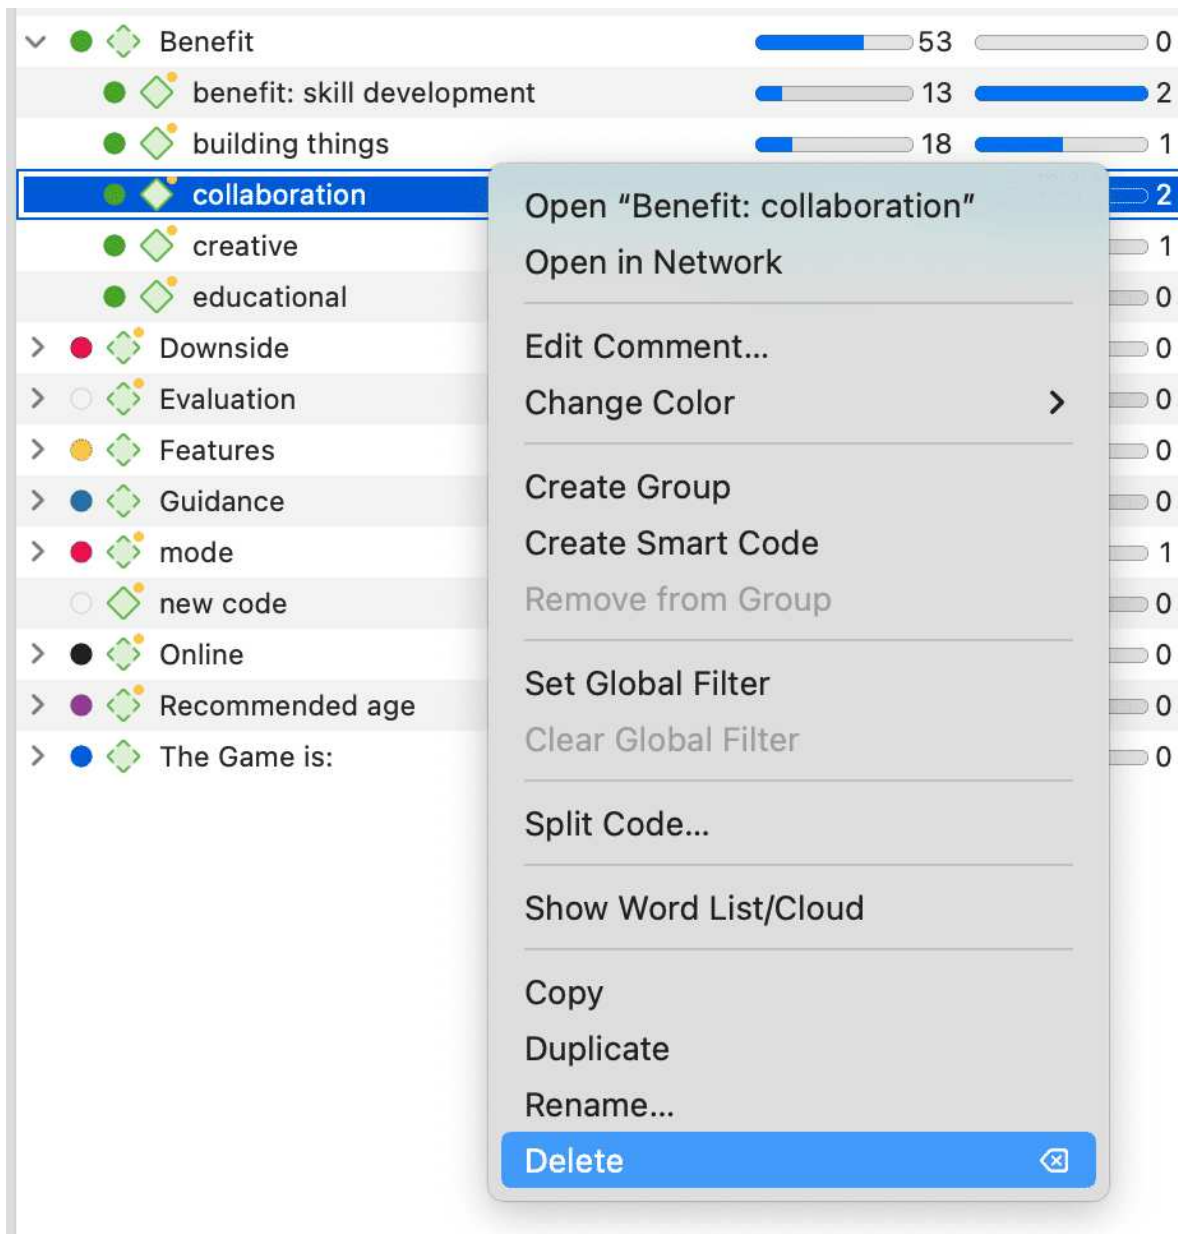 Benefit 53 0
benefit: skill development 13 2
building things 18 1
collaboration 2
creative 1
educational 0
Downside 0
Evaluation 0
Features 0
Guidance 0
mode 1
new code 0
Online 0
Recommended age 0
The Game is: 0
Open “Benefit: collaboration”
Open in Network
Edit Comment...
Change Color
Create Group
Create Smart Code
Remove from Group
Set Global Filter
Clear Global Filter
Split Code...
Show Word List/Cloud
Copy
Duplicate
Rename...
Delete